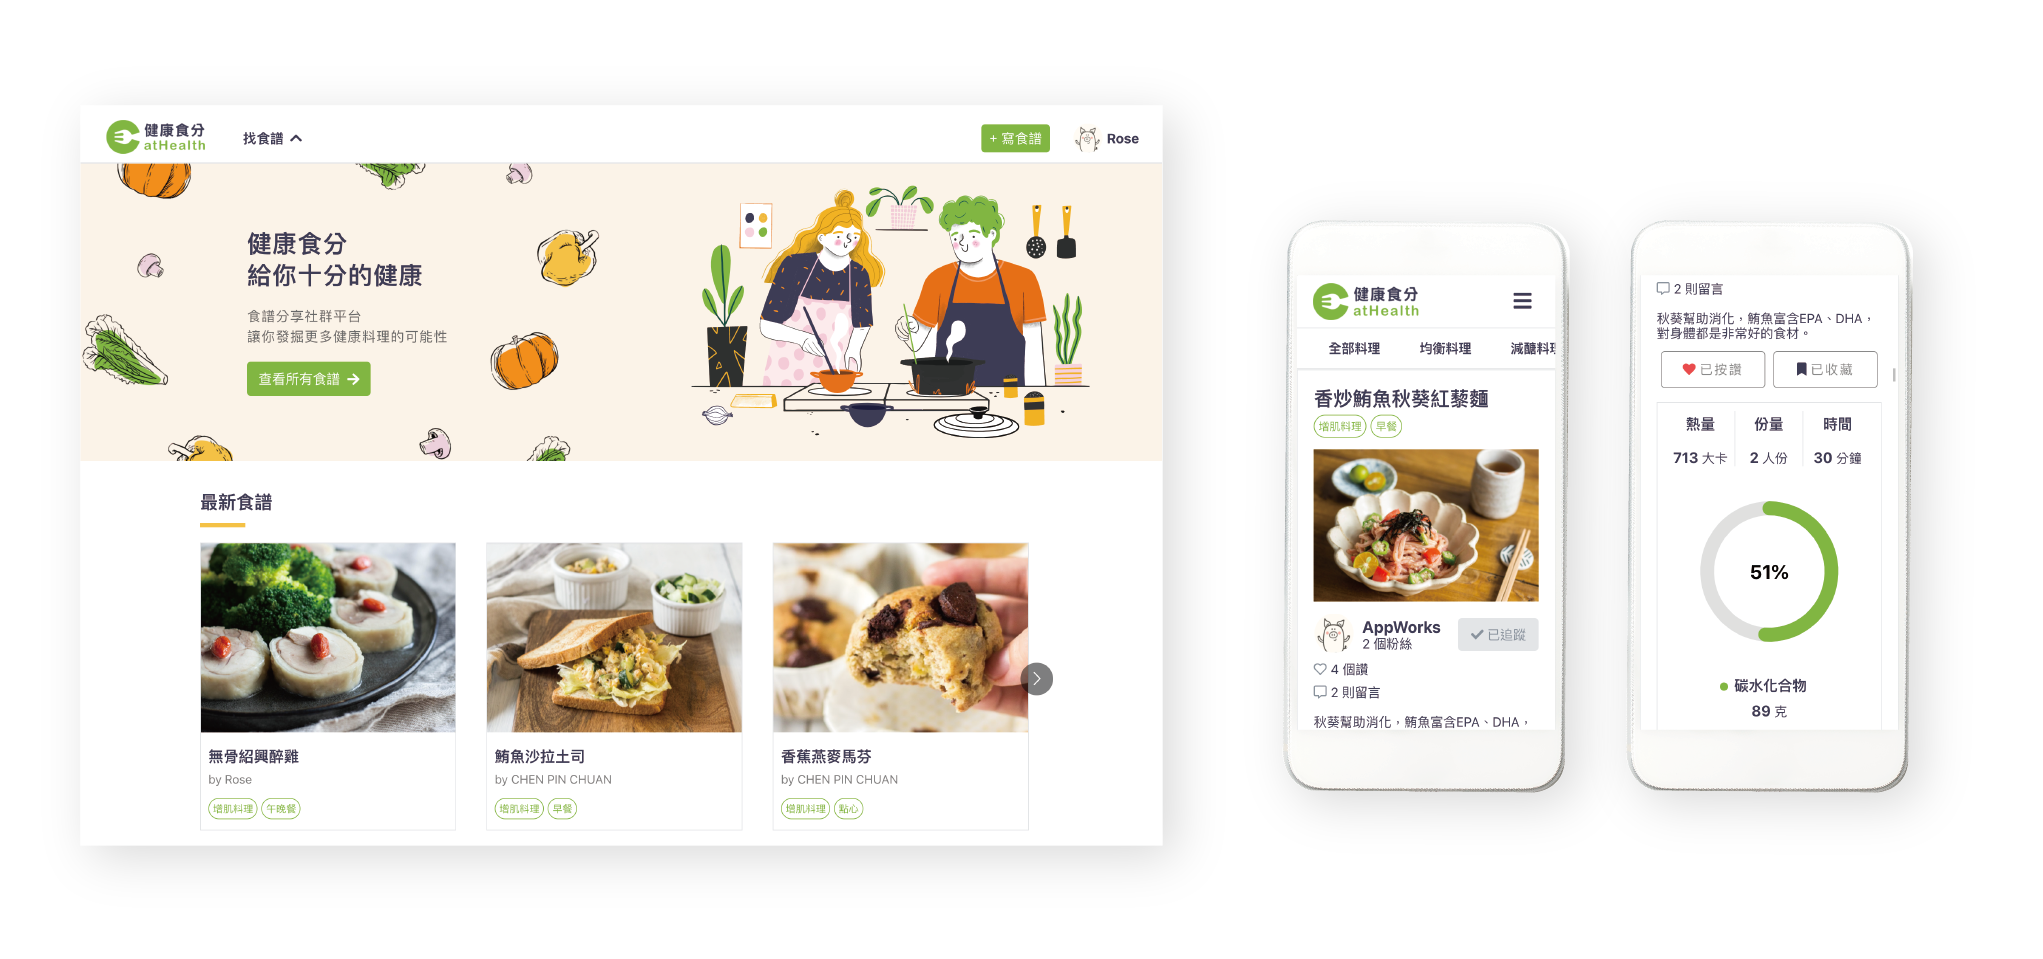 健康食分
atHealth
找食譜
+ 寫食譜
Rose
健康食分
給你十分的健康
食譜分享社群平台
讓你發掘更多健康料理的可能性
查看所有食譜
最新食譜
無骨紹興醉雞
by Rose
增肌料理 午晚餐
鮪魚沙拉土司
by CHEN PIN CHUAN
增肌料理 早餐
香蕉燕麥馬芬
by CHEN PIN CHUAN
增肌料理 點心
健康食分
atHealth
全部料理 均衡料理 減醣料理
香炒鮪魚秋葵紅藜麵
增肌料理 早餐
AppWorks
2 個粉絲
已追蹤
4 個讚
2 則留言
秋葵幫助消化，鮪魚富含EPA、DHA，
2 則留言
秋葵幫助消化，鮪魚富含EPA、DHA，
對身體都是非常好的食材。
已按讚 已收藏
熱量 份量 時間
713 大卡 2 人份 30 分鐘
51%
碳水化合物
89 克